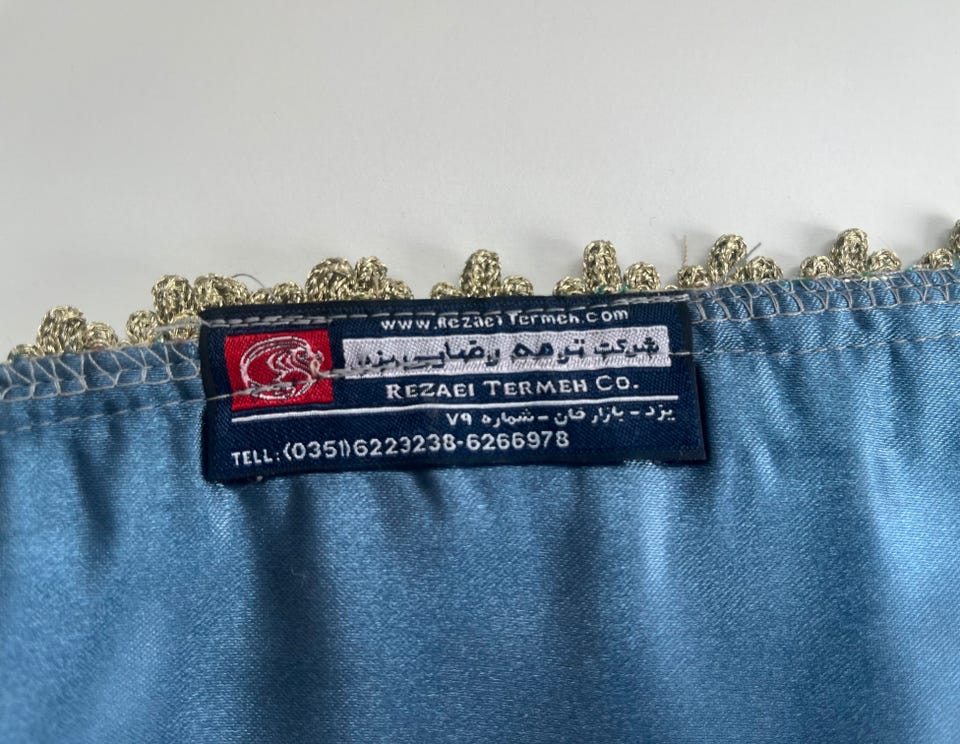 www.RezaeiTermeh.com
شرکت ترمه رضایی یزد
REZAEI TERMEH CO.
یزد - بازار خان - شماره ۷۹
TELL:(0351)6223238-6266978